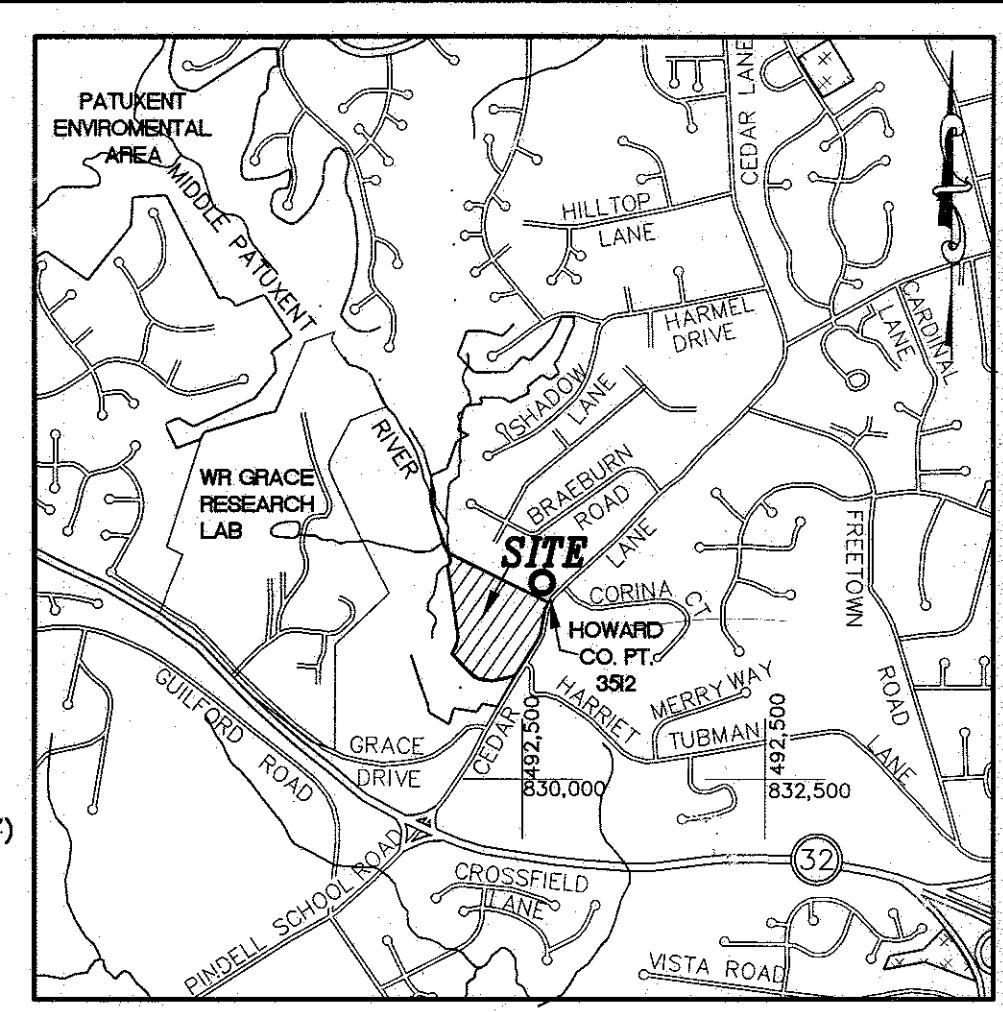 PATUXENT
ENVIROMENTAL
AREA
MIDDLE PATUXENT
RIVER
CEDAR LANE
HILLTOP
LANE
HARMEL
DRIVE
CARDINAL
LANE
SHADOW
LANE
BRAEBURN
ROAD
LANE
WR GRACE
RESEARCH
LAB
SITE
CORINA
CT
HOWARD
CO. PT.
3512
FREETOWN
ROAD
HARRIET
TUBMAN
LANE
MERRY WAY
CEDAR
GRACE
DRIVE
GUILFORD
ROAD
492,500
830,000
492,500
832,500
32
PINDELL SCHOOL ROAD
CROSSFIELD
LANE
VISTA ROAD